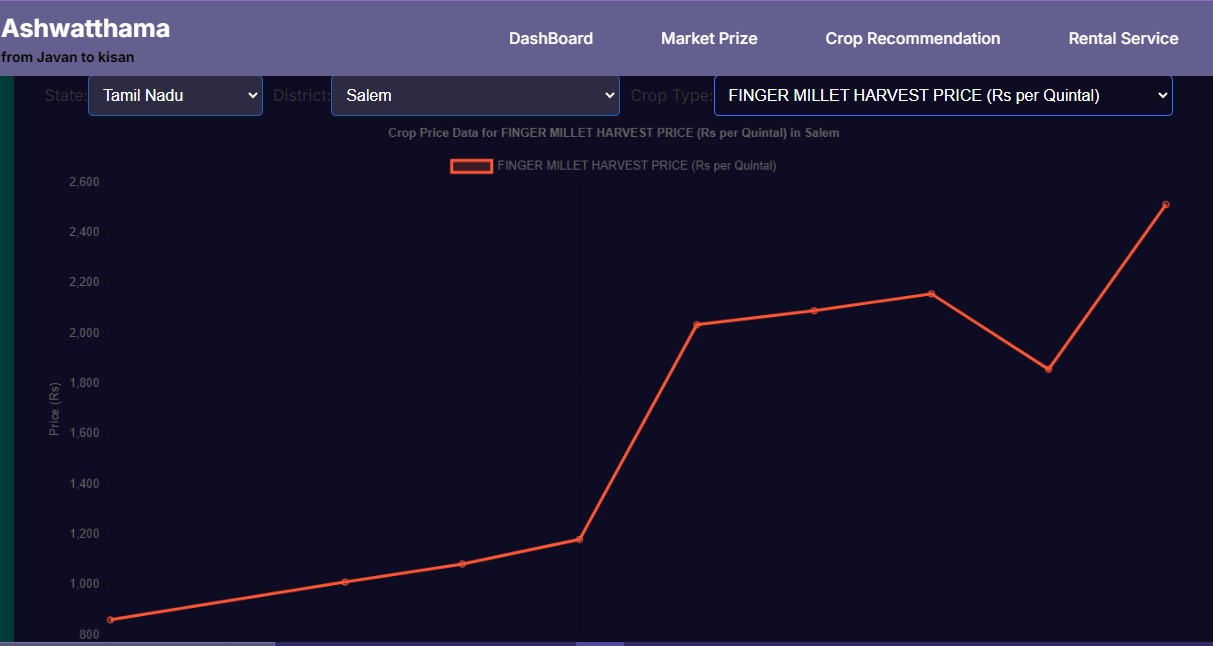 Ashwatthama
from Javan to kisan
DashBoard Market Prize Crop Recommendation Rental Service
State: Tamil Nadu District: Salem Crop Type: FINGER MILLET HARVEST PRICE (Rs per Quintal)
Crop Price Data for FINGER MILLET HARVEST PRICE (Rs per Quintal) in Salem
FINGER MILLET HARVEST PRICE (Rs per Quintal)
2,600
2,400
2,200
2,000
1,800
Price (Rs)
1,600
1,400
1,200
1,000
800